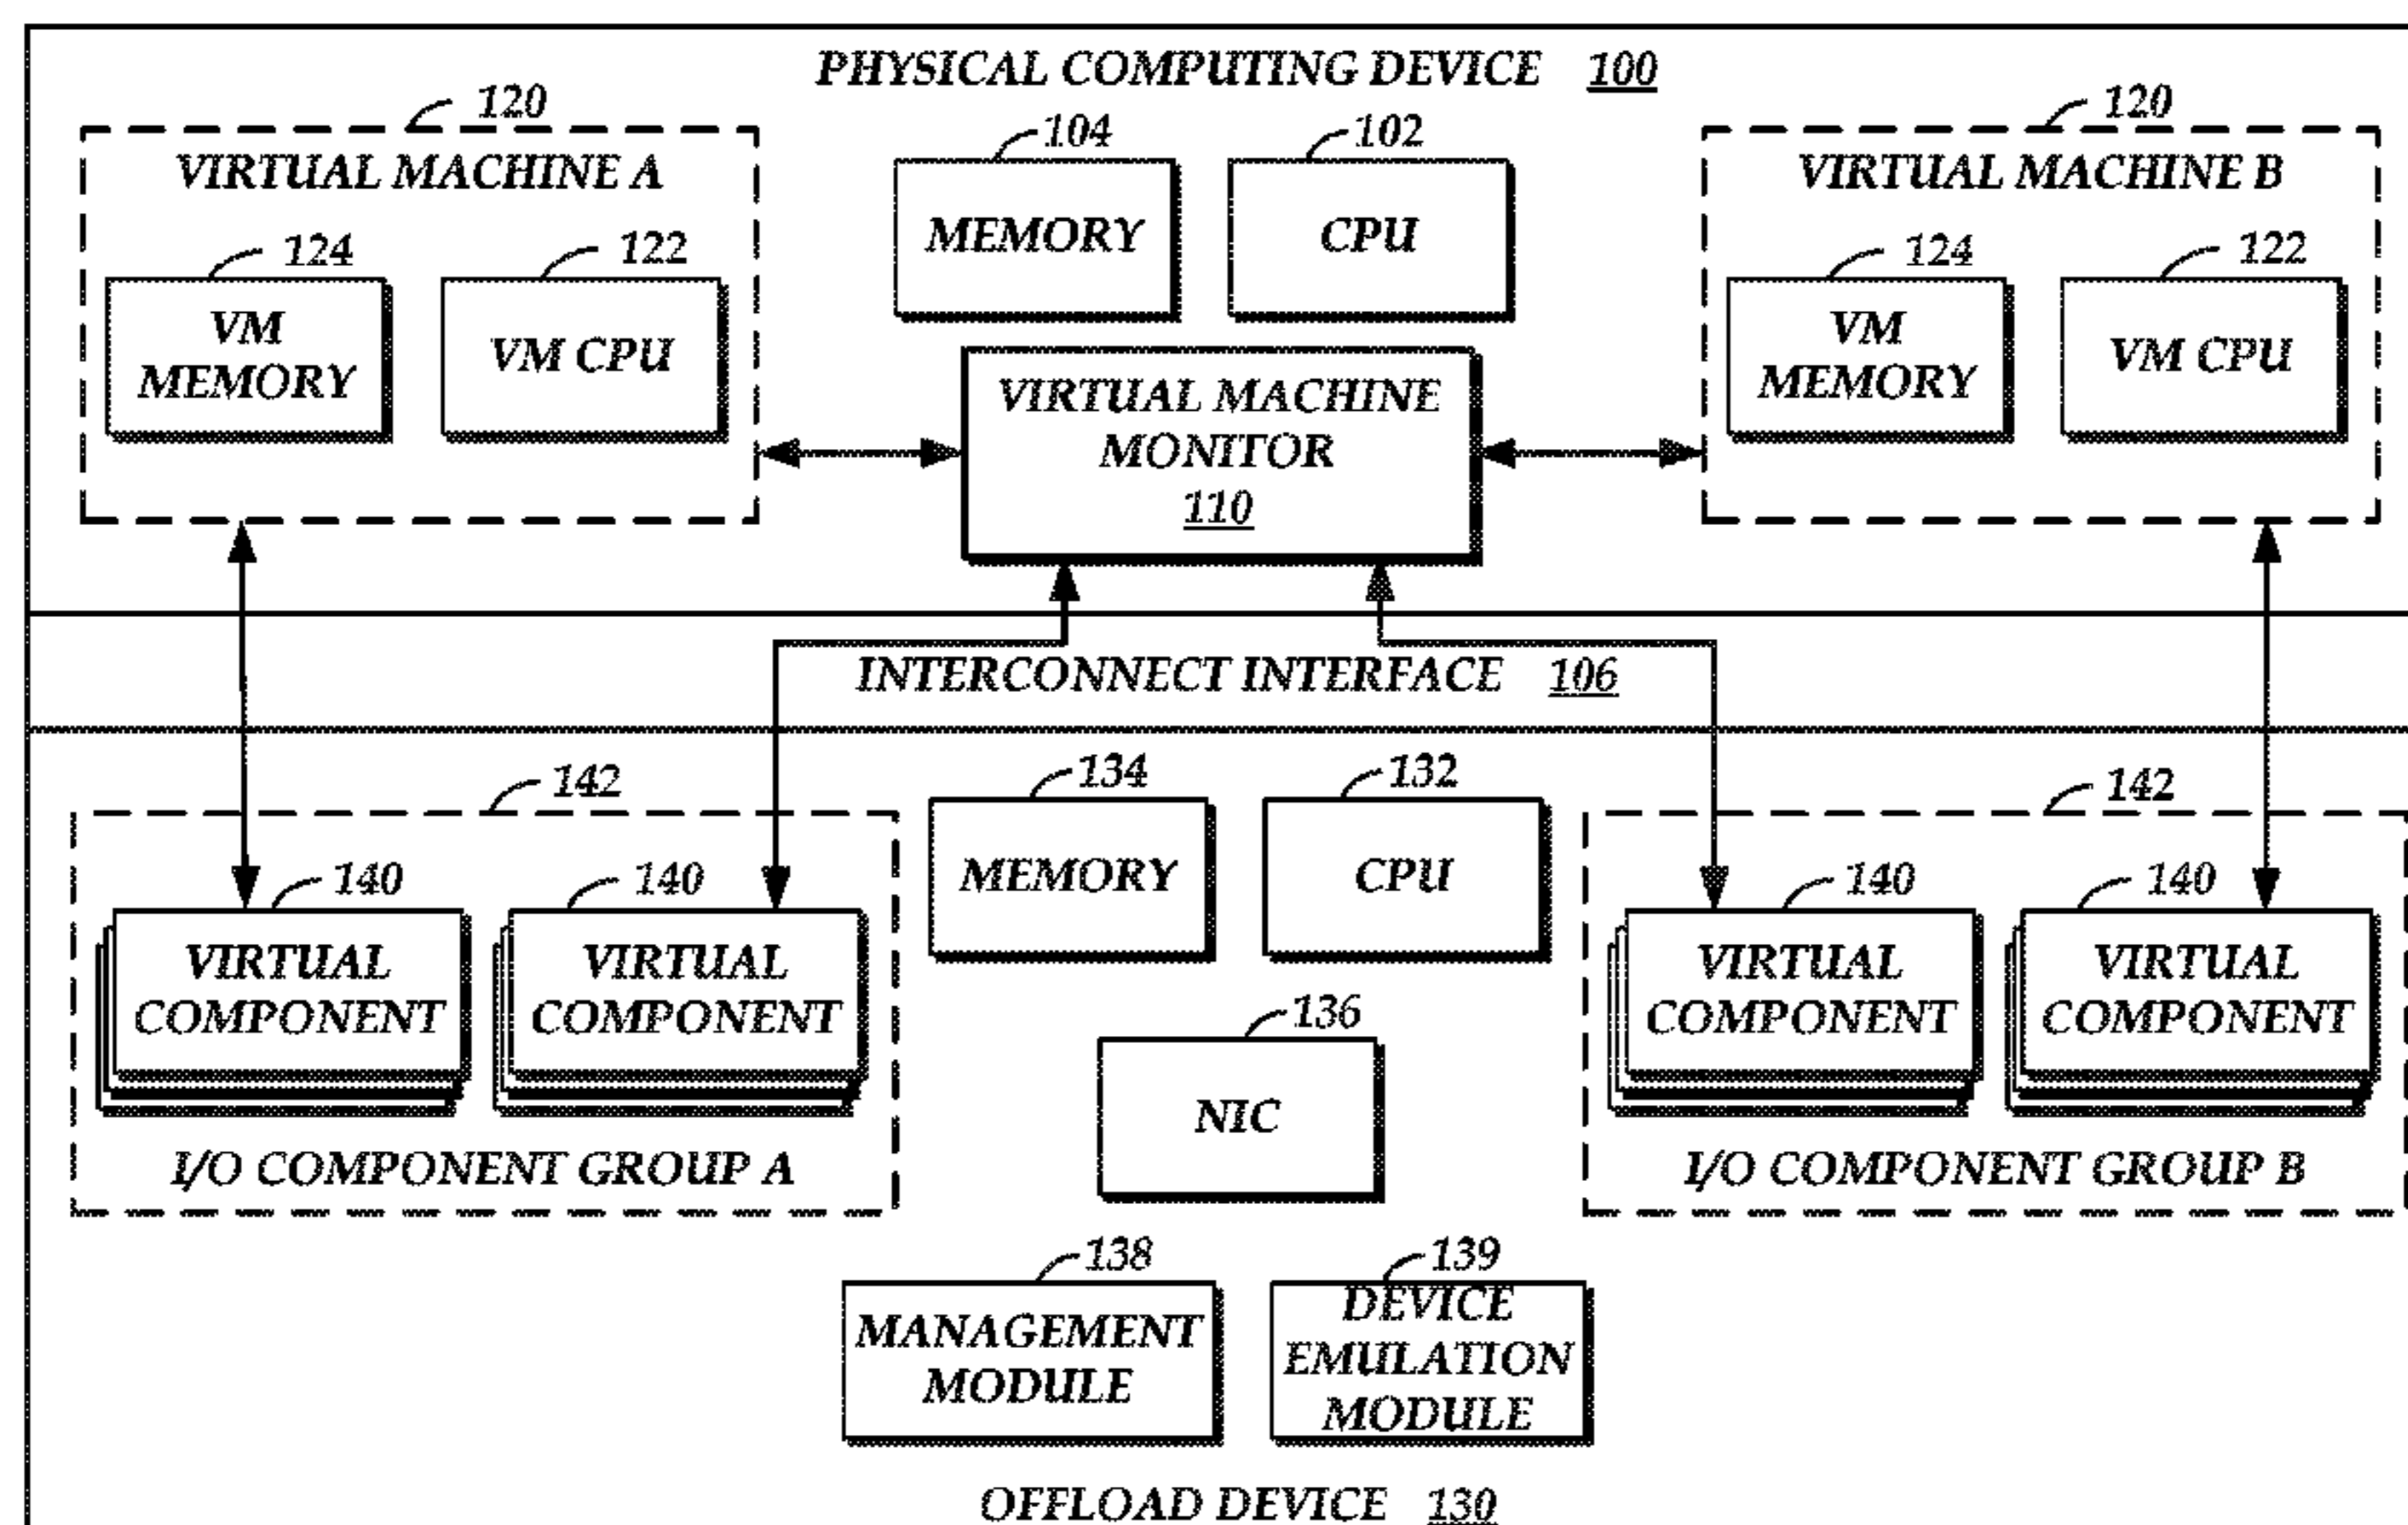 PHYSICAL COMPUTING DEVICE 100
120
VIRTUAL MACHINE A
124
VM
MEMORY
122
VM CPU
104
MEMORY
102
CPU
120
VIRTUAL MACHINE B
124
VM
MEMORY
122
VM CPU
VIRTUAL MACHINE
MONITOR
110
INTERCONNECT INTERFACE 106
142
140
VIRTUAL
COMPONENT
140
VIRTUAL
COMPONENT
I/O COMPONENT GROUP A
134
MEMORY
132
CPU
136
NIC
142
140
VIRTUAL
COMPONENT
140
VIRTUAL
COMPONENT
I/O COMPONENT GROUP B
138
MANAGEMENT
MODULE
139
DEVICE
EMULATION
MODULE
OFFLOAD DEVICE 130